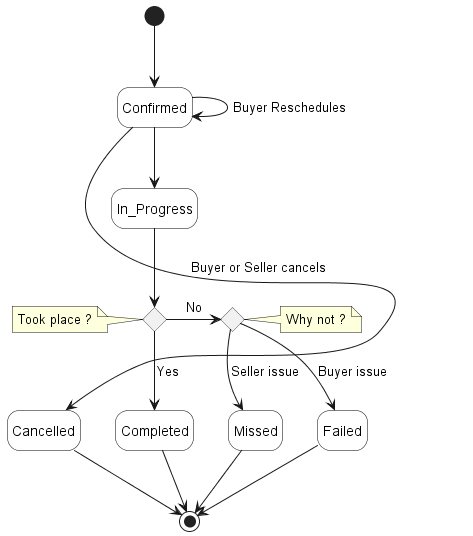 Confirmed
Buyer Reschedules
In_Progress
Buyer or Seller cancels
Took place ?
No
Why not ?
Yes
Seller issue
Buyer issue
Cancelled
Completed
Missed
Failed